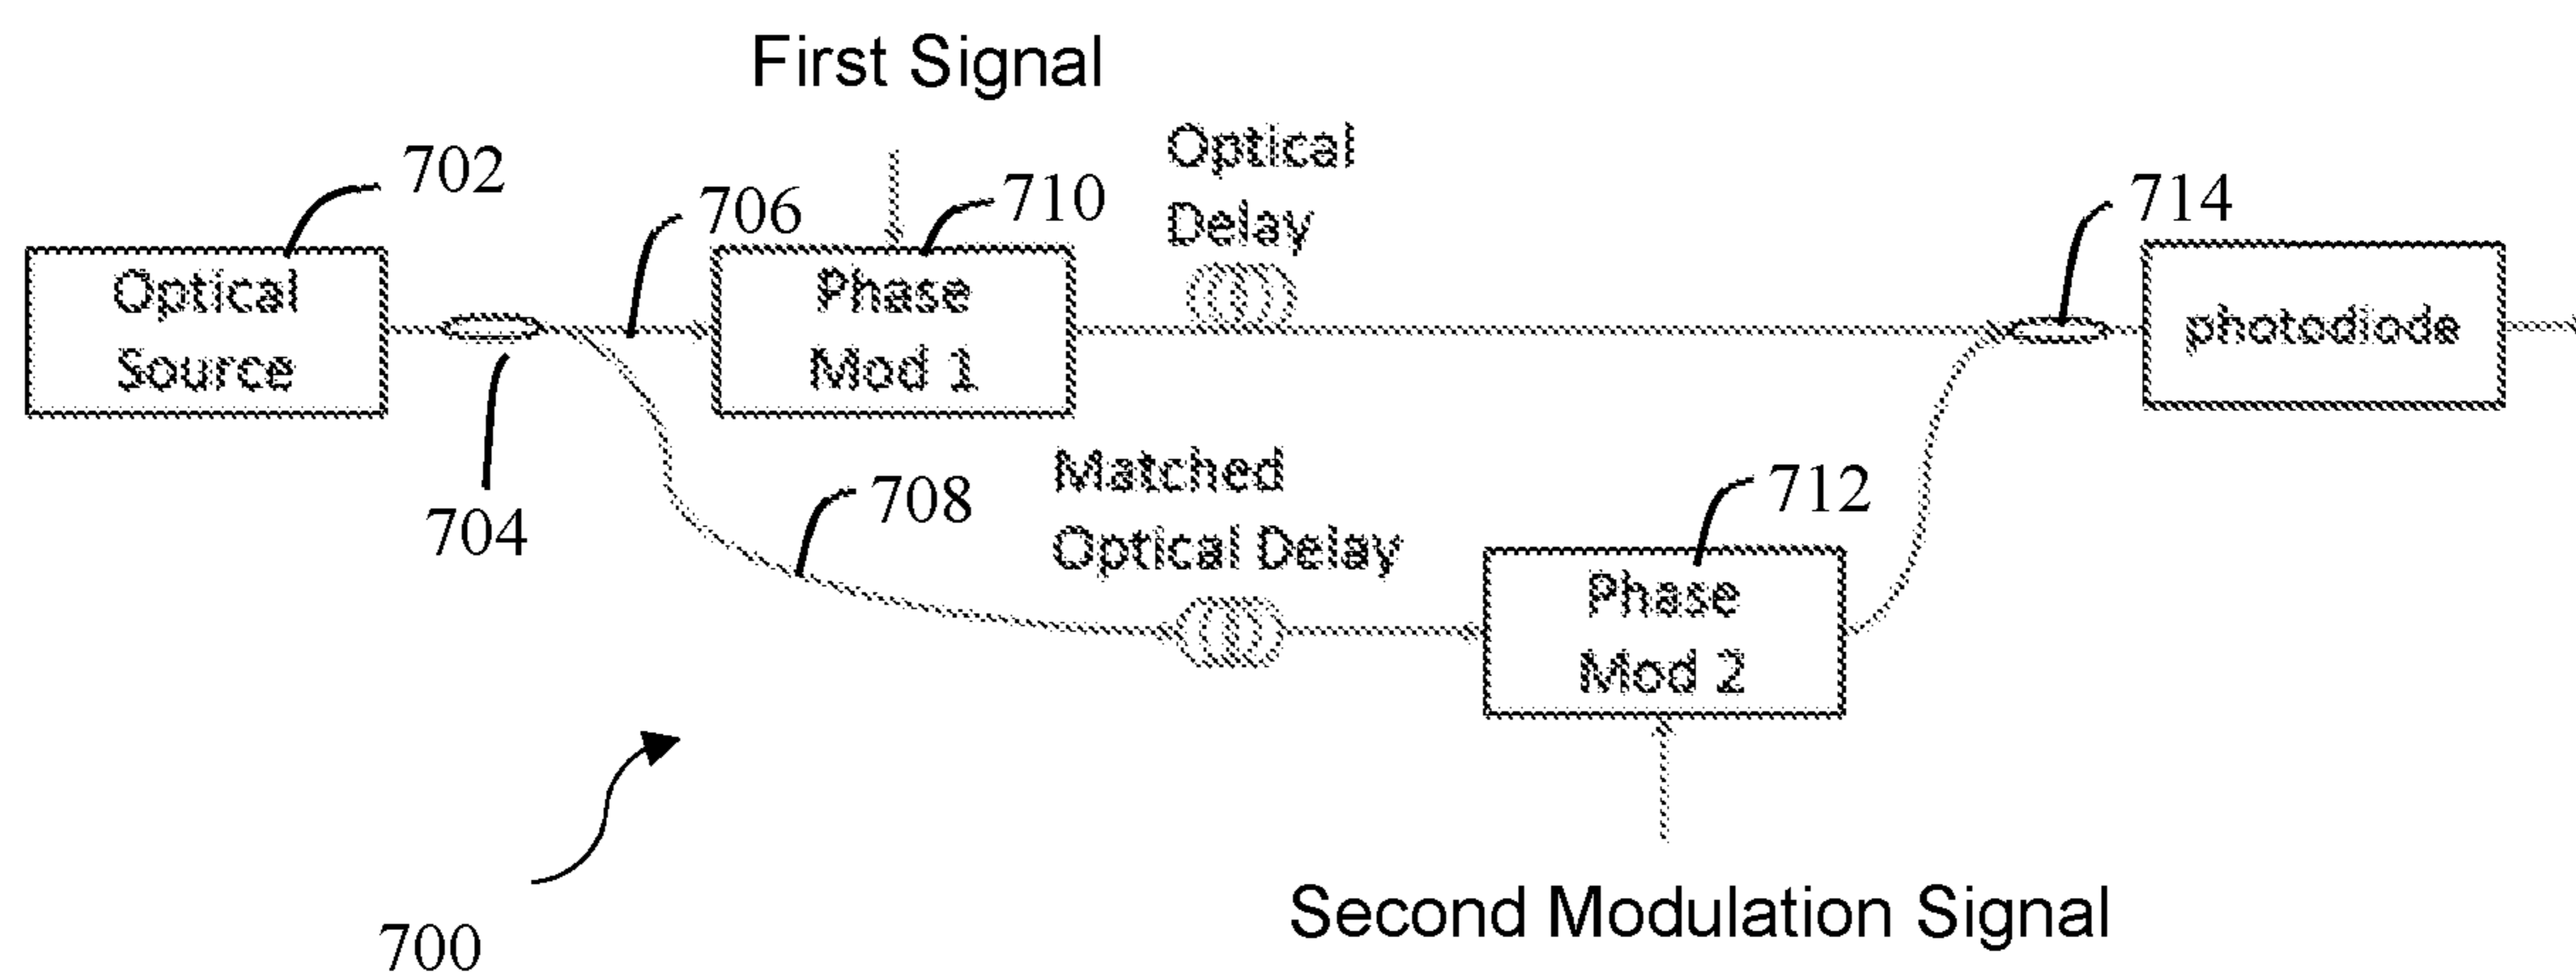 First Signal
702
706
710
Optical
Delay
714
Optical
Source
Phase
Mod 1
photodiode
704
708
Matched
Optical Delay
712
Phase
Mod 2
Second Modulation Signal
700